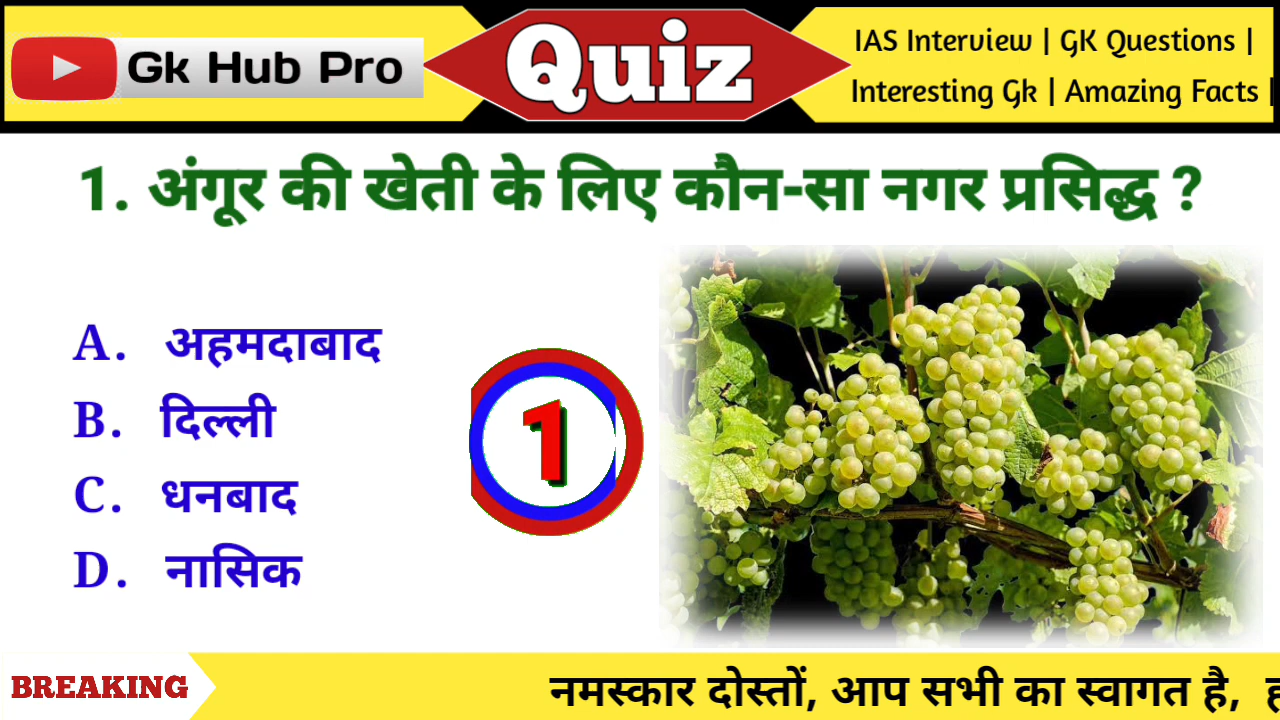 Gk Hub Pro
Quiz
IAS Interview | GK Questions |
Interesting Gk | Amazing Facts |
1. अंगूर की खेती के लिए कौन-सा नगर प्रसिद्ध ?
A. अहमदाबाद
B. दिल्ली
C. धनबाद
D. नासिक
1
BREAKING
नमस्कार दोस्तों, आप सभी का स्वागत है,